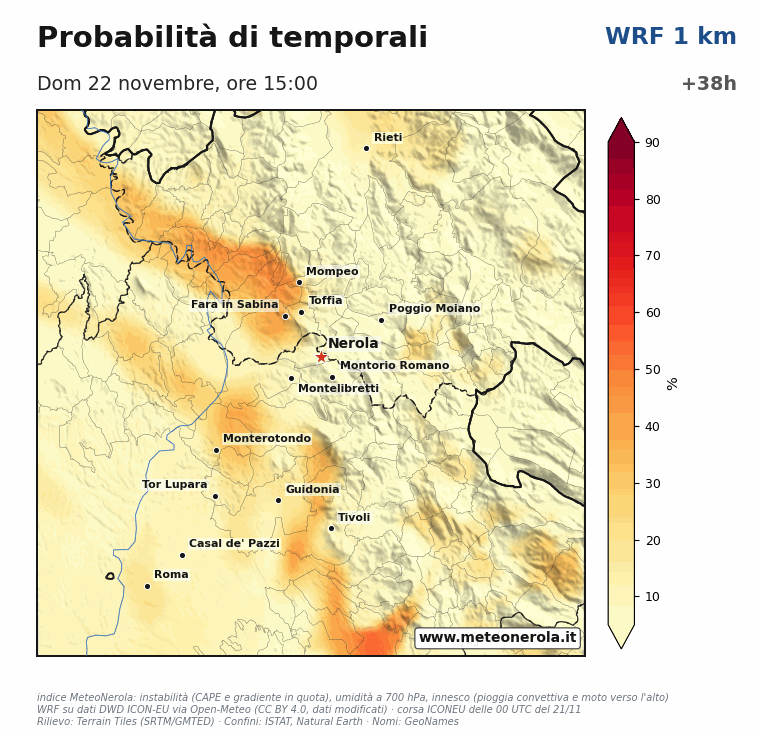 Probabilità di temporali
WRF 1 km
Dom 22 novembre, ore 15:00
+38h
Rieti
Mompeo
Fara in Sabina
Toffia
Poggio Moiano
Nerola
Montorio Romano
Montelibretti
Monterotondo
Tor Lupara
Guidonia
Tivoli
Casal de' Pazzi
Roma
www.meteonerola.it
90
80
70
60
50
40
30
20
10
%
indice MeteoNerola: instabilità (CAPE e gradiente in quota), umidità a 700 hPa, innesco (pioggia convettiva e moto verso l'alto)
WRF su dati DWD ICON-EU via Open-Meteo (CC BY 4.0, dati modificati) · corsa ICONEU delle 00 UTC del 21/11
Rilievo: Terrain Tiles (SRTM/GMTED) · Confini: ISTAT, Natural Earth · Nomi: GeoNames